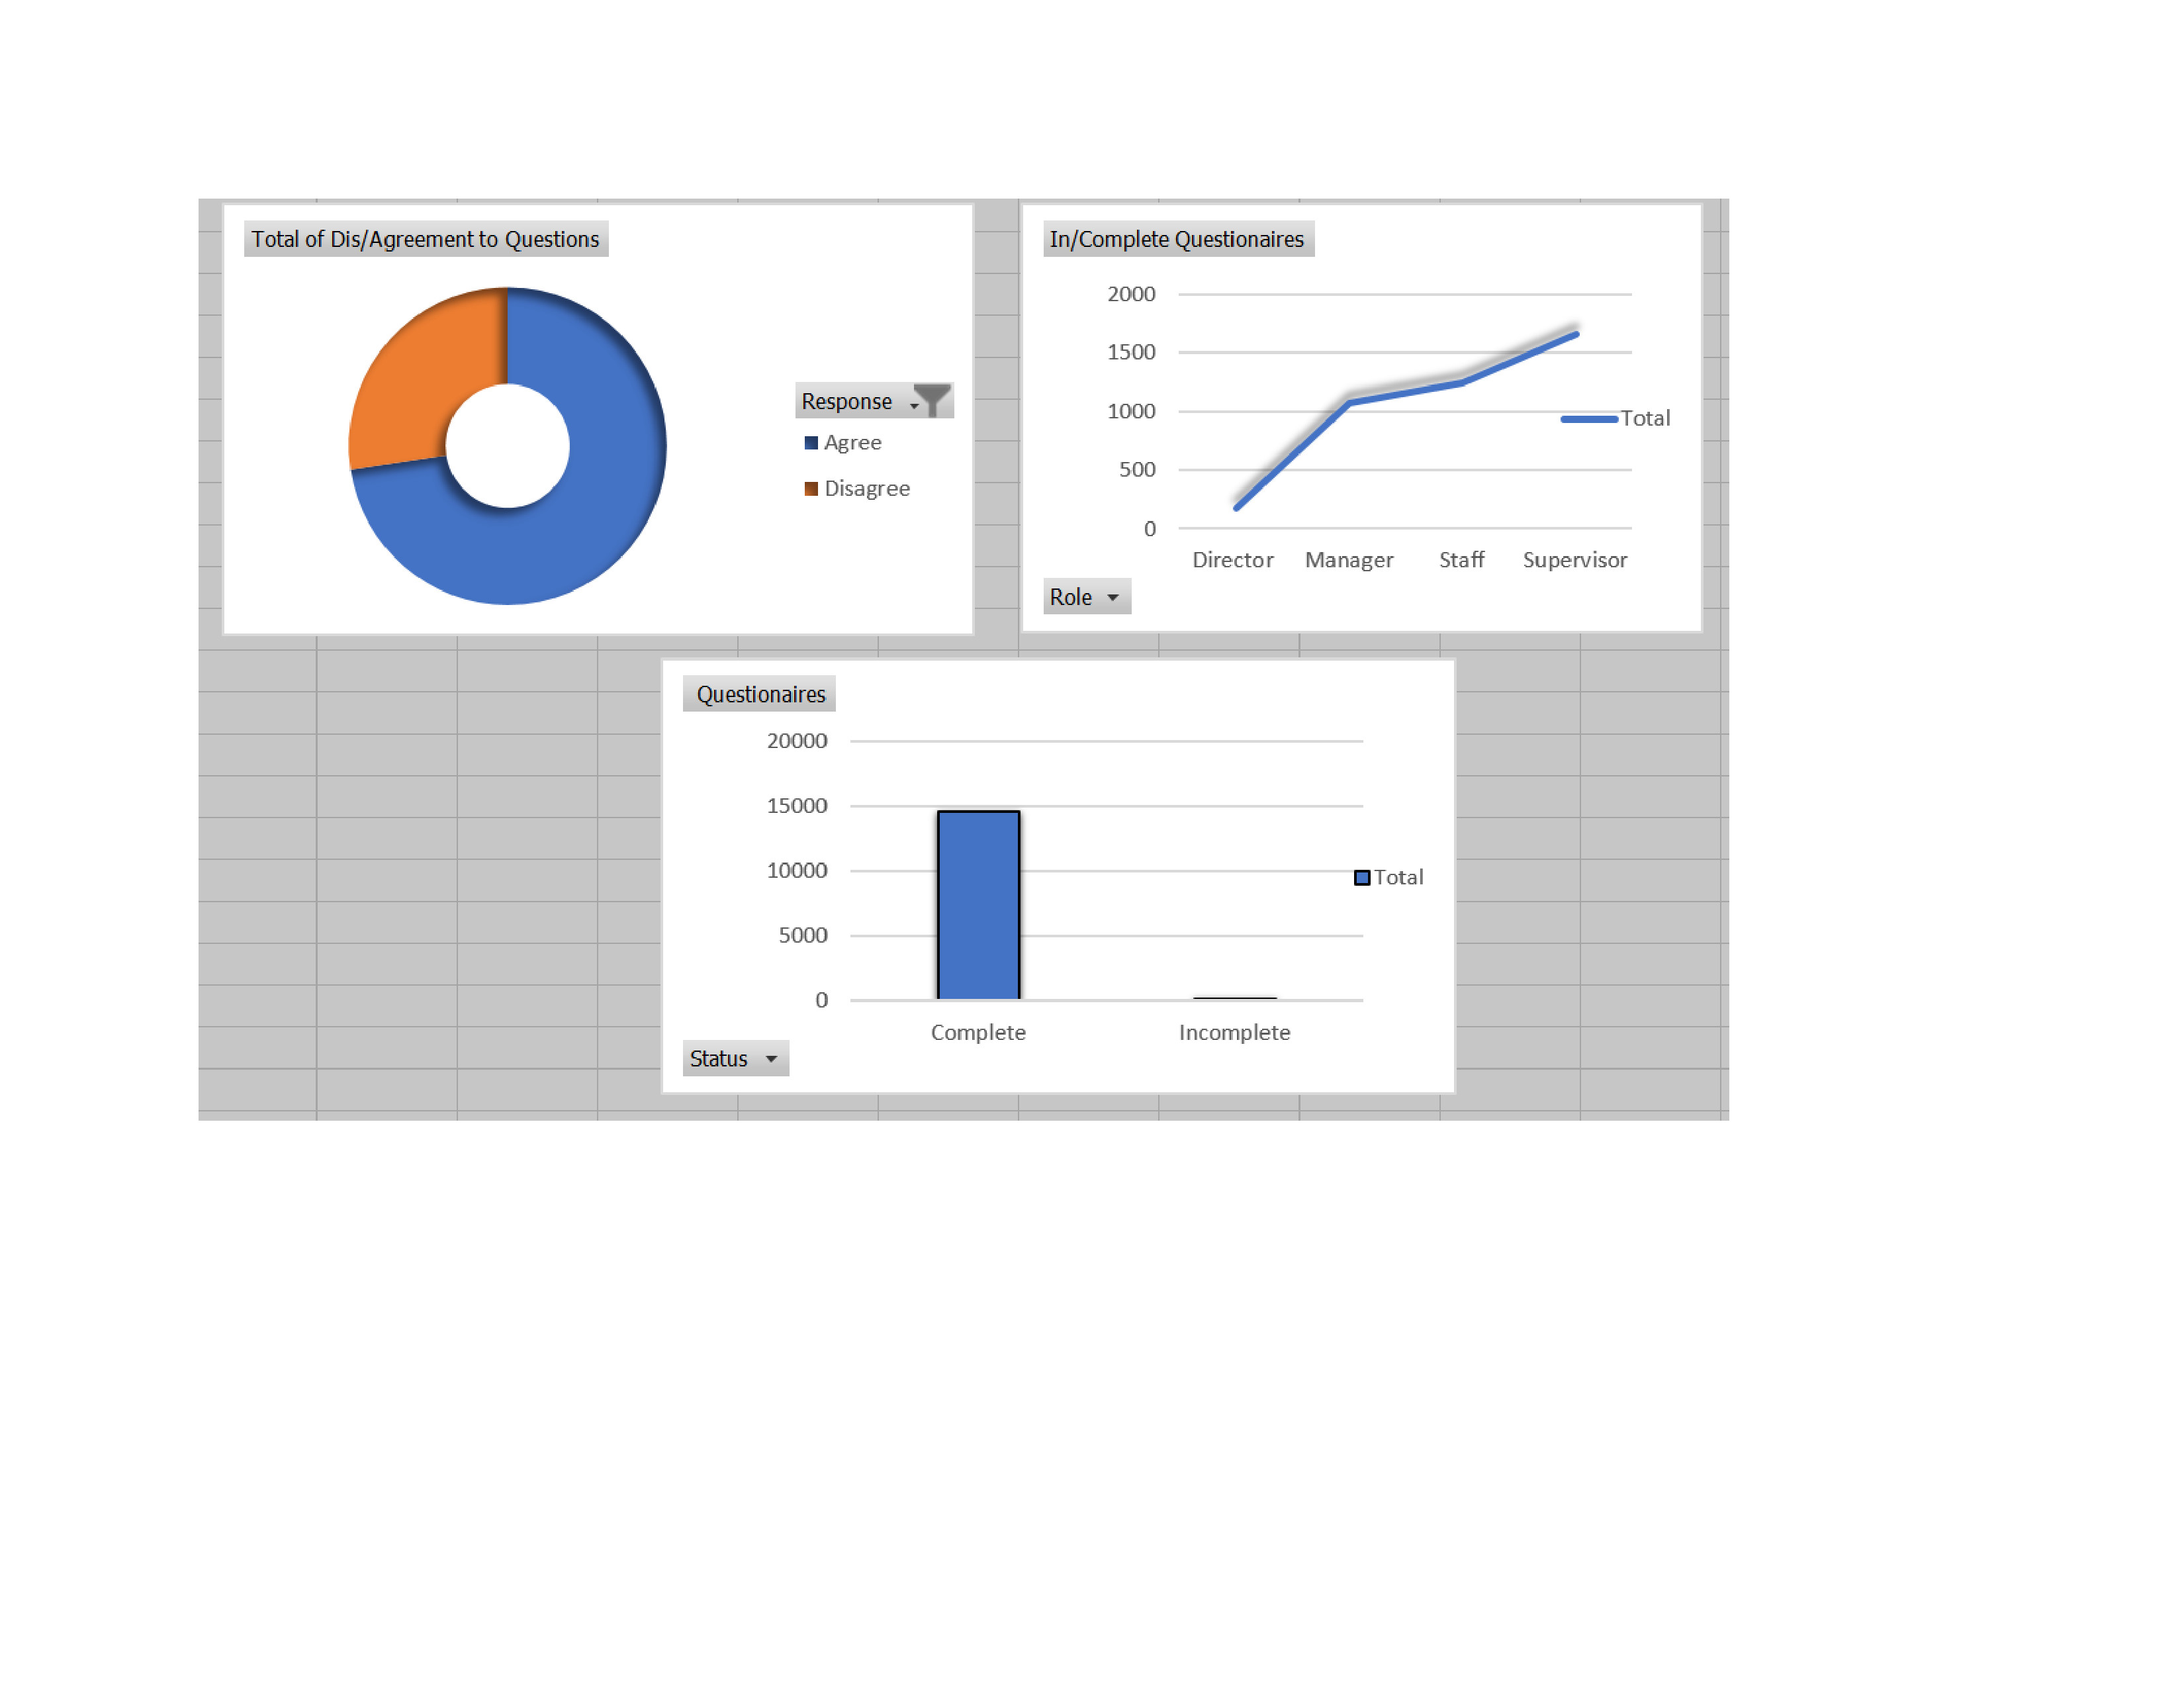 Total of Dis/Agreement to Questions
Response
Agree
Disagree
In/Complete Questionaires
2000
1500
1000
500
0
Total
Director Manager Staff Supervisor
Role
Questionaires
20000
15000
10000
5000
0
Total
Complete Incomplete
Status